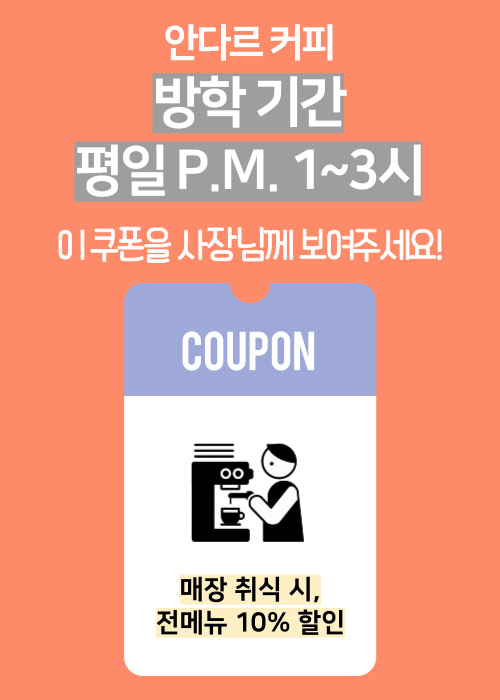 안다르 커피
방학 기간
평일 P.M. 1~3시
이 쿠폰을 사장님께 보여주세요!
COUPON
매장 취식 시,
전메뉴 10% 할인